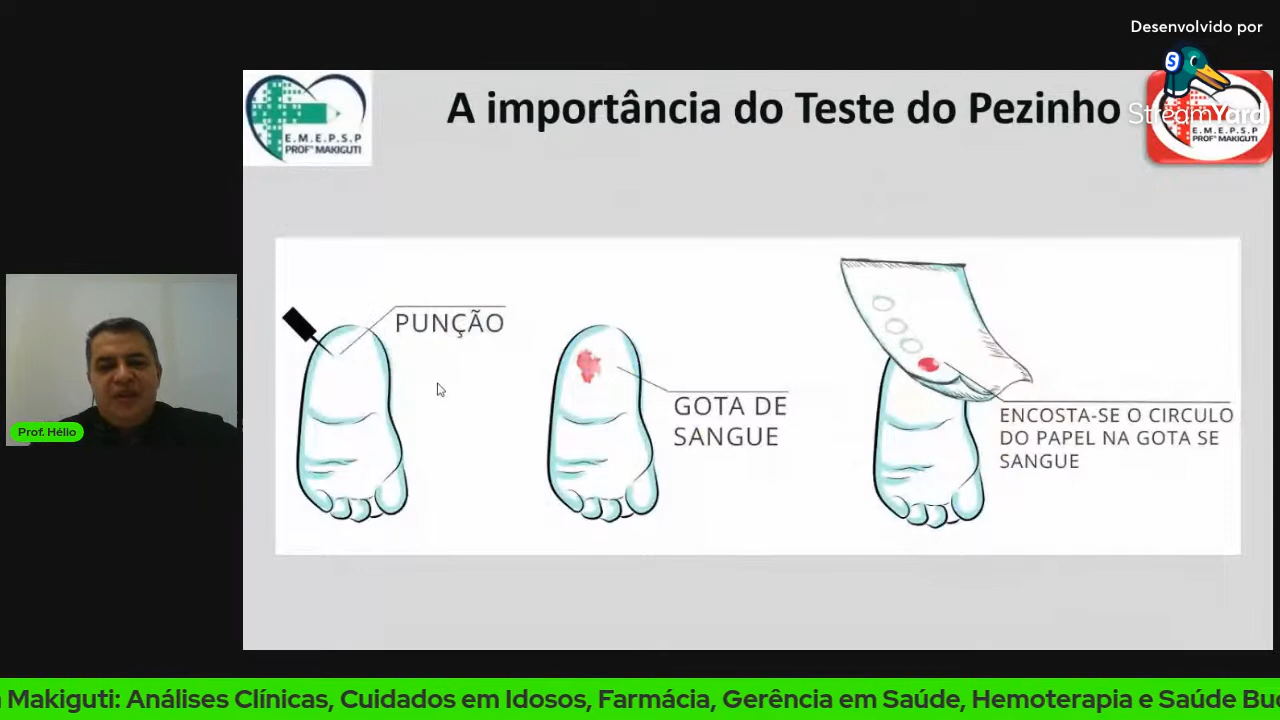 Desenvolvido por
S
StreamYard
A importância do Teste do Pezinho
E.M.E.P.S.P
PROFº MAKIGUTI
E.M.E.P.S.P
PROFº MAKIGUTI
PUNÇÃO
GOTA DE
SANGUE
ENCOSTA-SE O CIRCULO
DO PAPEL NA GOTA SE
SANGUE
Prof. Hélio
Makiguti: Análises Clínicas, Cuidados em Idosos, Farmácia, Gerência em Saúde, Hemoterapia e Saúde